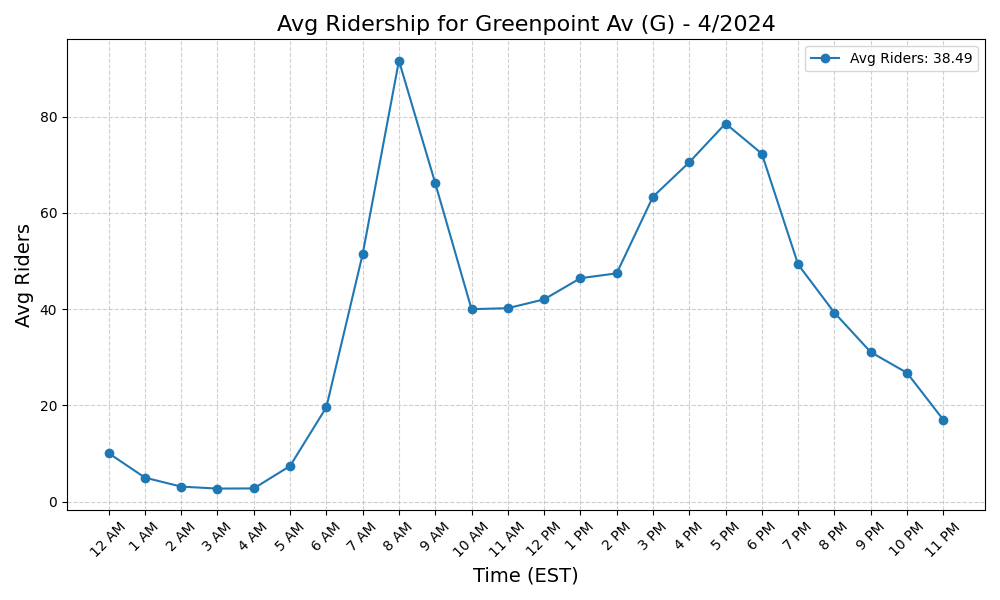 Avg Ridership for Greenpoint Av (G) - 4/2024
Avg Riders: 38.49
Avg Riders
80
60
40
20
0
12 AM
1 AM
2 AM
3 AM
4 AM
5 AM
6 AM
7 AM
8 AM
9 AM
10 AM
11 AM
12 PM
1 PM
2 PM
3 PM
4 PM
5 PM
6 PM
7 PM
8 PM
9 PM
10 PM
11 PM
Time (EST)